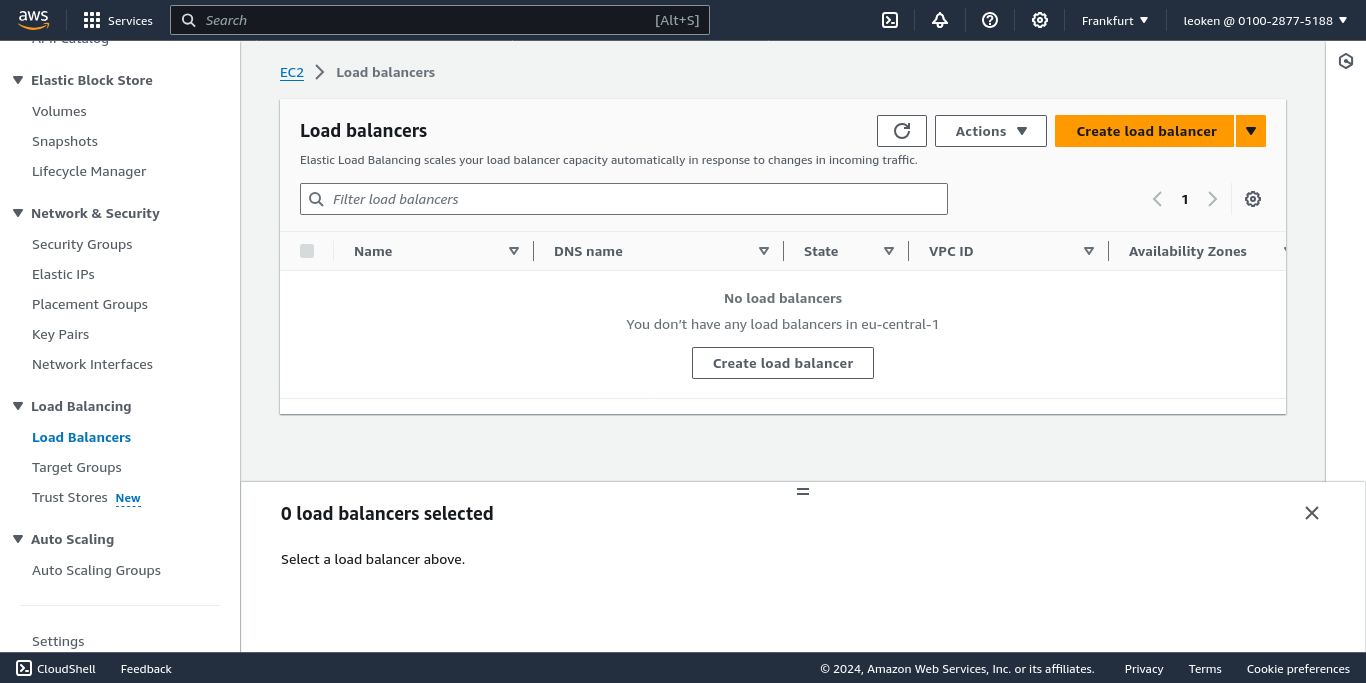 aws
Services
Search
[Alt+S]
Frankfurt
leoken @ 0100-2877-5188
Elastic Block Store
Volumes
Snapshots
Lifecycle Manager
Network & Security
Security Groups
Elastic IPs
Placement Groups
Key Pairs
Network Interfaces
Load Balancing
Load Balancers
Target Groups
Trust Stores New
Auto Scaling
Auto Scaling Groups
Settings
EC2 Load balancers
Load balancers
Actions
Create load balancer
Elastic Load Balancing scales your load balancer capacity automatically in response to changes in incoming traffic.
Filter load balancers
1
Name DNS name State VPC ID Availability Zones
No load balancers
You don't have any load balancers in eu-central-1
Create load balancer
0 load balancers selected
Select a load balancer above.
CloudShell Feedback
© 2024, Amazon Web Services, Inc. or its affiliates. Privacy Terms Cookie preferences